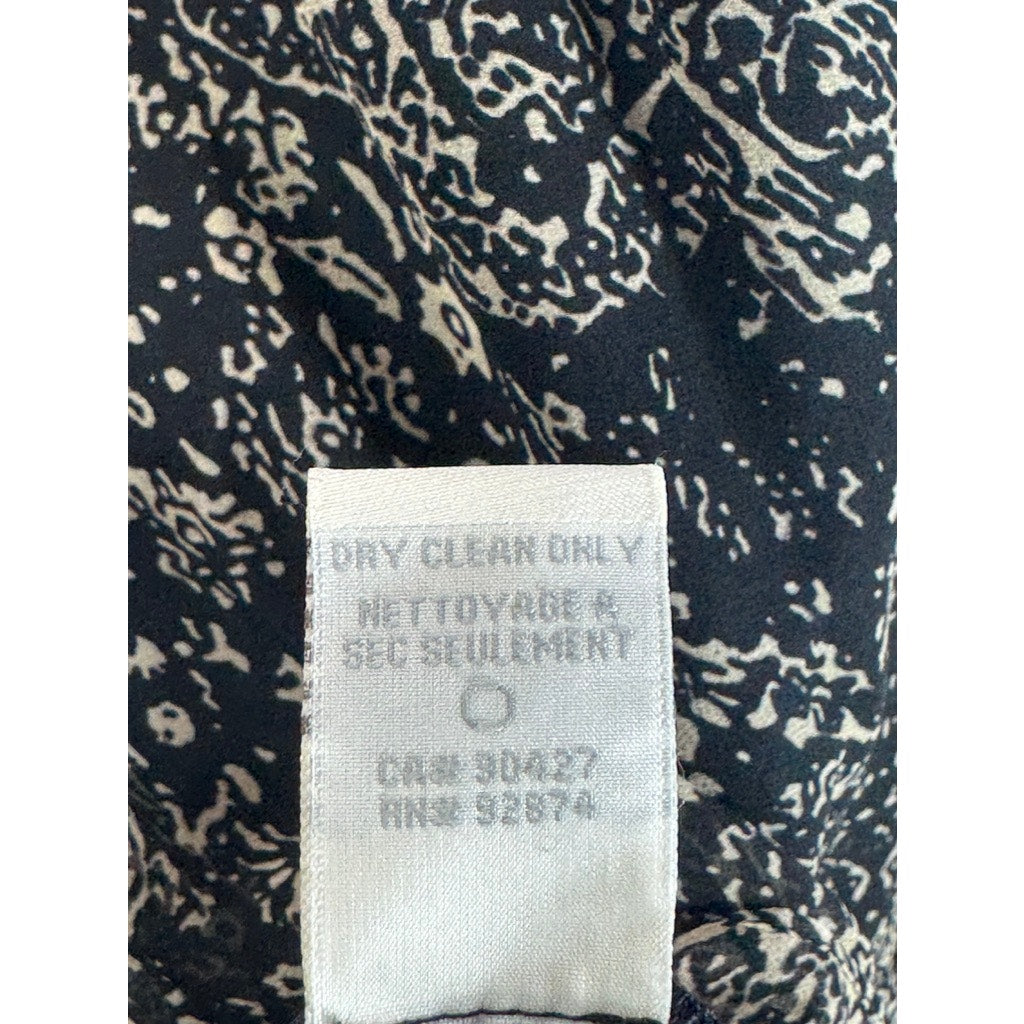 DRY CLEAN ONLY
NETTOYAGE A
SEC SEULEMENT
CA# 30427
RN# 92874